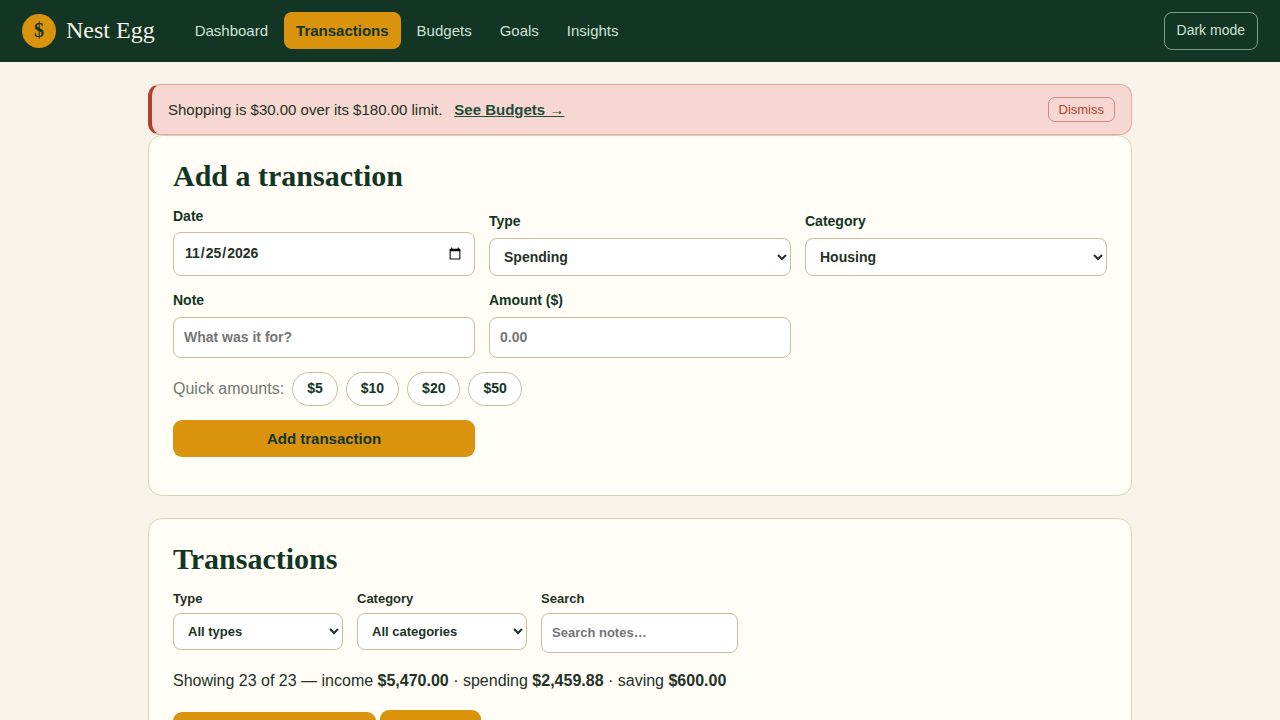 $ Nest Egg Dashboard Transactions Budgets Goals Insights Dark mode
Shopping is $30.00 over its $180.00 limit. See Budgets → Dismiss
Add a transaction
Date Type Category
11/25/2026 Spending Housing
Note Amount ($)
What was it for? 0.00
Quick amounts: $5 $10 $20 $50
Add transaction
Transactions
Type Category Search
All types All categories Search notes…
Showing 23 of 23 — income $5,470.00 · spending $2,459.88 · saving $600.00